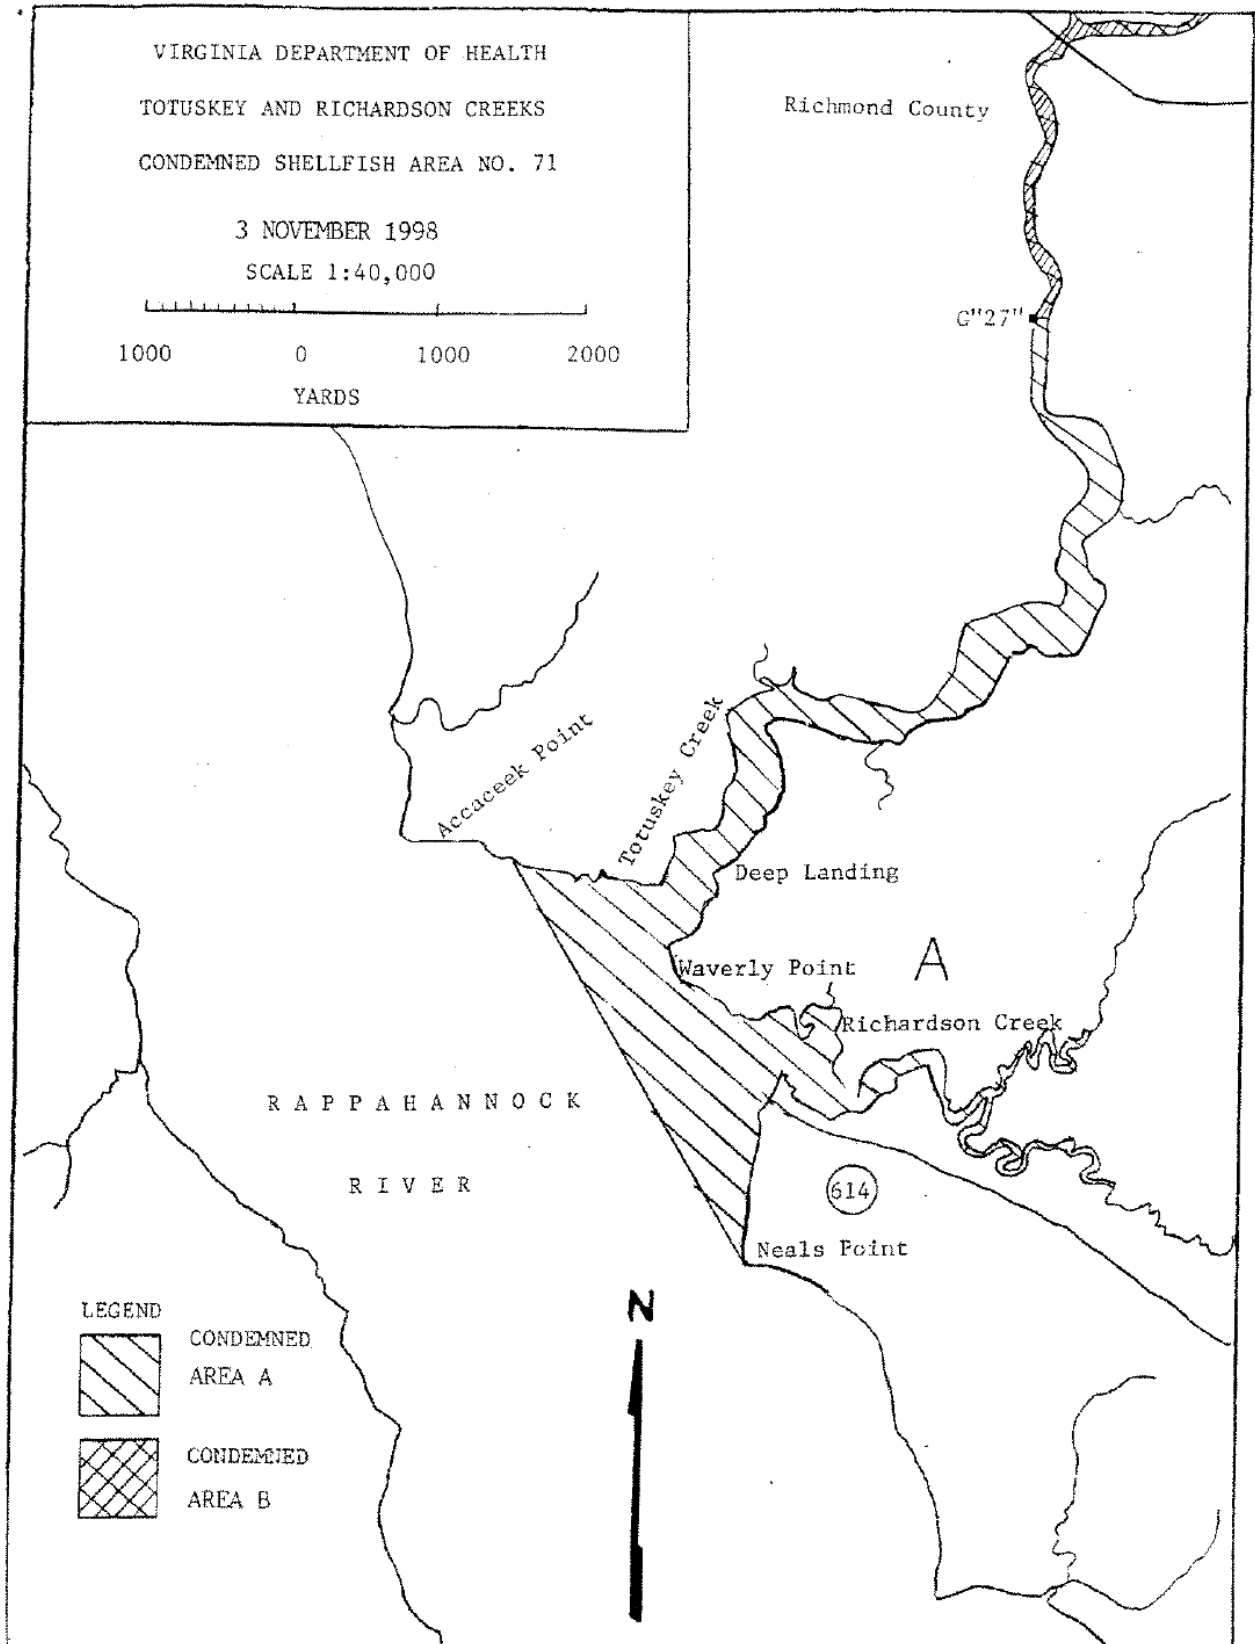 VIRGINIA DEPARTMENT OF HEALTH
TOTUSKEY AND RICHARDSON CREEKS
CONDEMNED SHELLFISH AREA NO. 71
3 NOVEMBER 1998
SCALE 1:40,000
1000 0 1000 2000
YARDS
Richmond County
G"27"
Accaceek Point
Totuskey Creek
Deep Landing
Waverly Point
A
Richardson Creek
RAPPAHANNOCK
RIVER
614
Neals Point
N
LEGEND
CONDEMNED
AREA A
CONDEMNED
AREA B